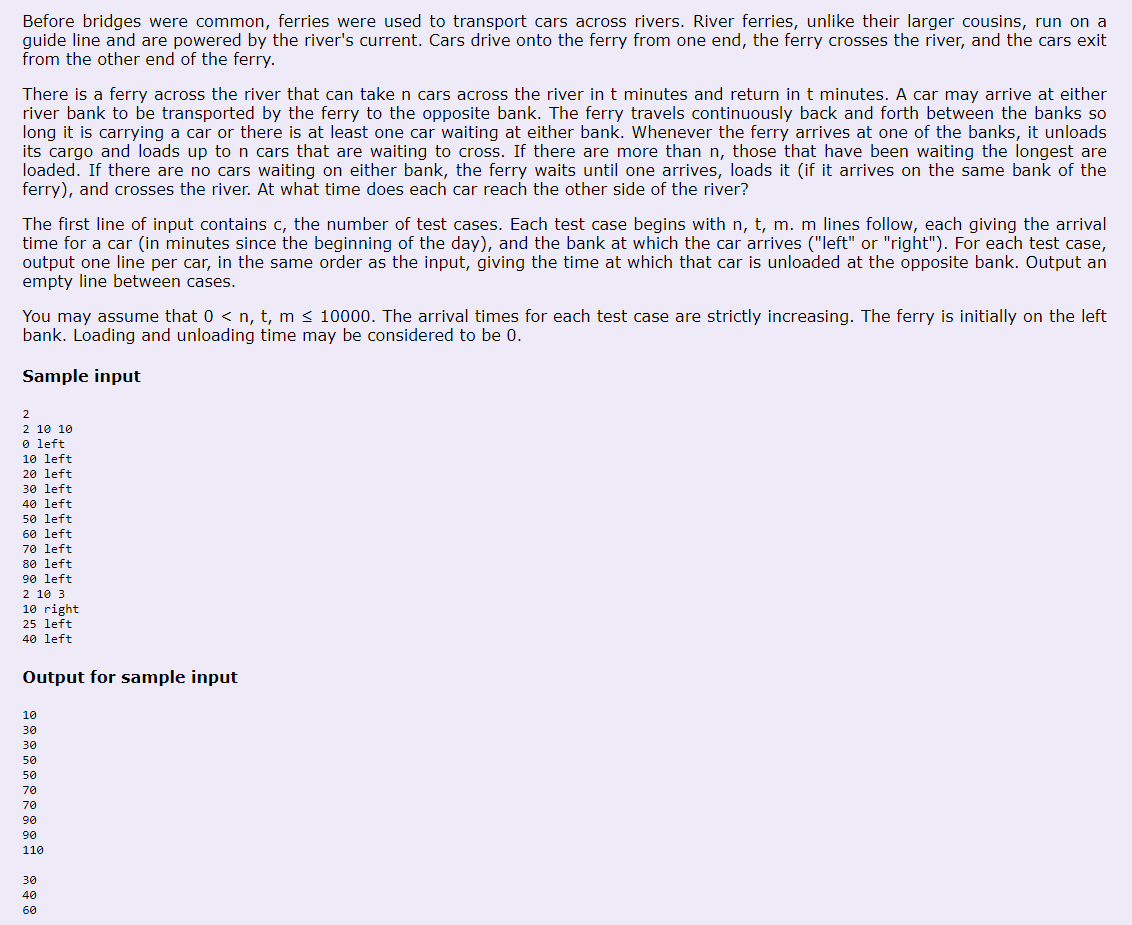 Before bridges were common, ferries were used to transport cars across rivers. River ferries, unlike their larger cousins, run on a
guide line and are powered by the river's current. Cars drive onto the ferry from one end, the ferry crosses the river, and the cars exit
from the other end of the ferry.
There is a ferry across the river that can take n cars across the river in t minutes and return in t minutes. A car may arrive at either
river bank to be transported by the ferry to the opposite bank. The ferry travels continuously back and forth between the banks so
long it is carrying a car or there is at least one car waiting at either bank. Whenever the ferry arrives at one of the banks, it unloads
its cargo and loads up to n cars that are waiting to cross. If there are more than n, those that have been waiting the longest are
loaded. If there are no cars waiting on either bank, the ferry waits until one arrives, loads it (if it arrives on the same bank of the
ferry), and crosses the river. At what time does each car reach the other side of the river?
The first line of input contains c, the number of test cases. Each test case begins with n, t, m. m lines follow, each giving the arrival
time for a car (in minutes since the beginning of the day), and the bank at which the car arrives ("left" or "right"). For each test case,
output one line per car, in the same order as the input, giving the time at which that car is unloaded at the opposite bank. Output an
empty line between cases.
You may assume that 0 < n, t, m ≤ 10000. The arrival times for each test case are strictly increasing. The ferry is initially on the left
bank. Loading and unloading time may be considered to be 0.
Sample input
2
2 10 10
0 left
10 left
20 left
30 left
40 left
50 left
60 left
70 left
80 left
90 left
2 10 3
10 right
25 left
40 left
Output for sample input
10
30
30
50
50
70
70
90
90
110
30
40
60